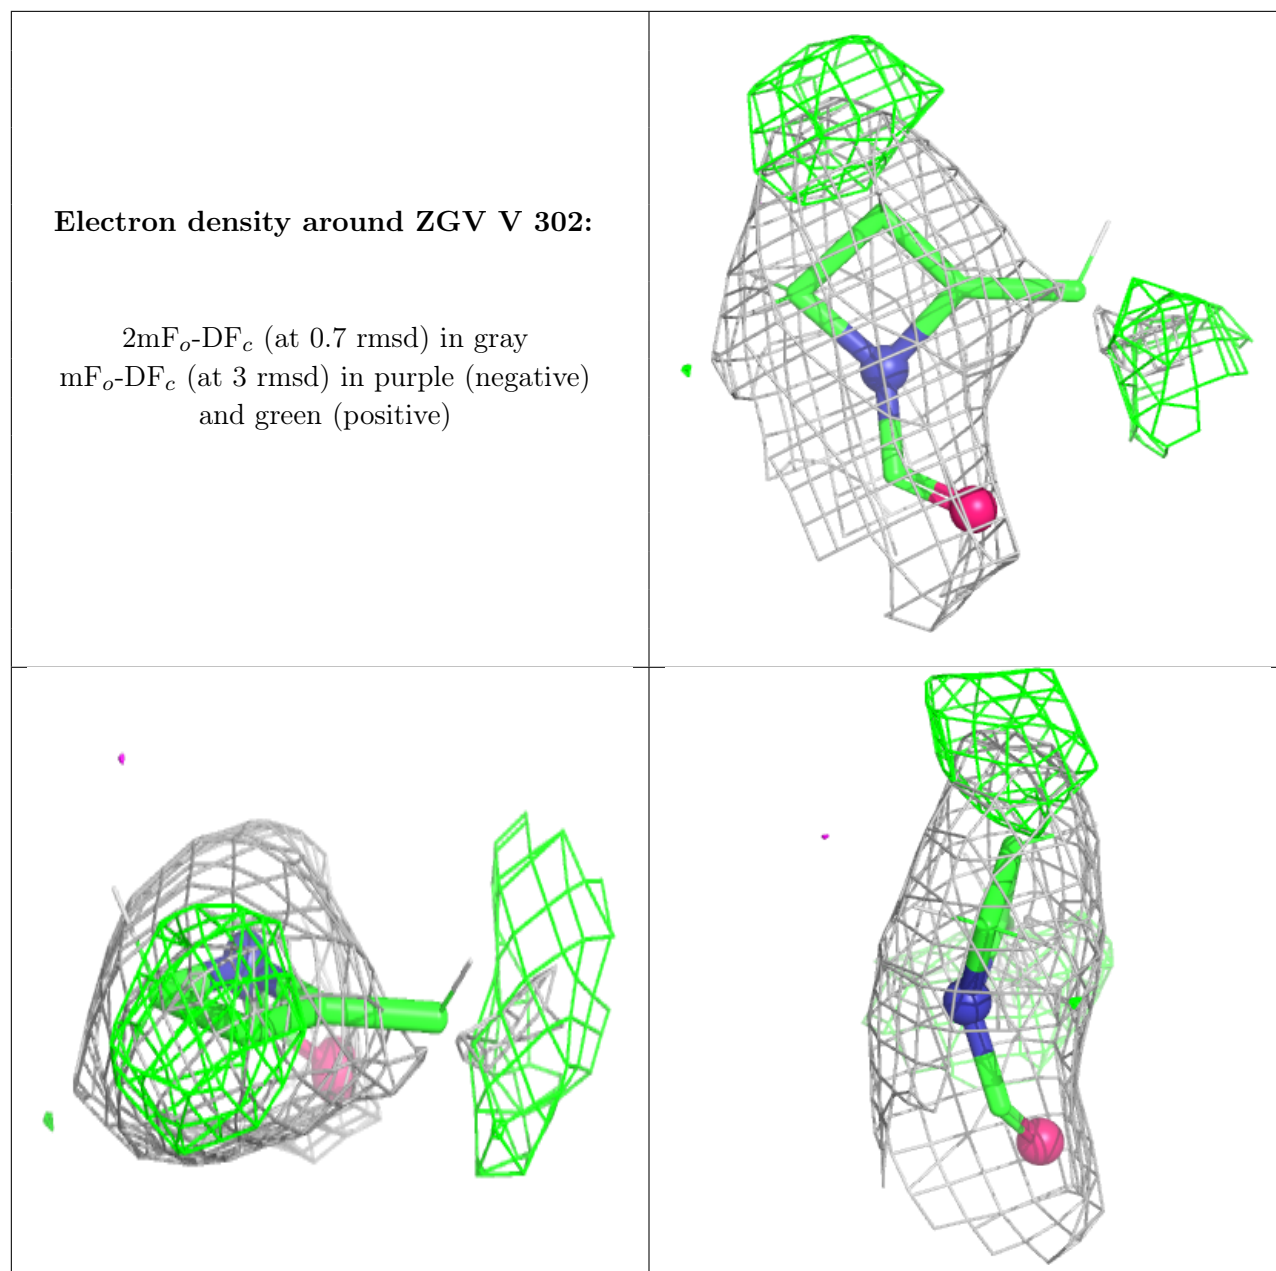 Electron density around ZGV V 302:
2mFo-DFc (at 0.7 rmsd) in gray
mFo-DFc (at 3 rmsd) in purple (negative)
and green (positive)